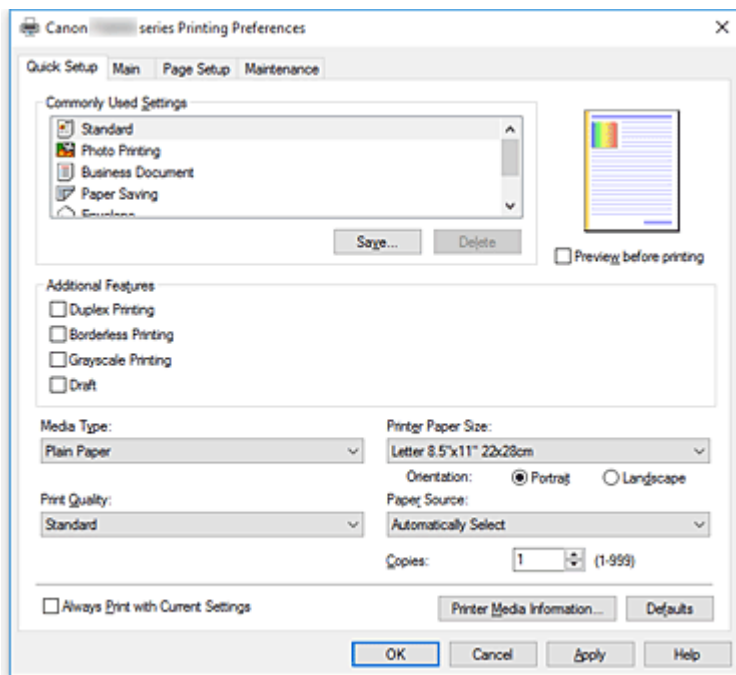 Canon series Printing Preferences
Quick Setup Main Page Setup Maintenance
Commonly Used Settings
Standard
Photo Printing
Business Document
Paper Saving
Envelope
Save... Delete
Preview before printing
Additional Features
Duplex Printing
Borderless Printing
Grayscale Printing
Draft
Media Type: Printer Paper Size:
Plain Paper Letter 8.5"x11" 22x28cm
Orientation: Portrait Landscape
Print Quality: Paper Source:
Standard Automatically Select
Copies: 1 (1-999)
Always Print with Current Settings Printer Media Information... Defaults
OK Cancel Apply Help